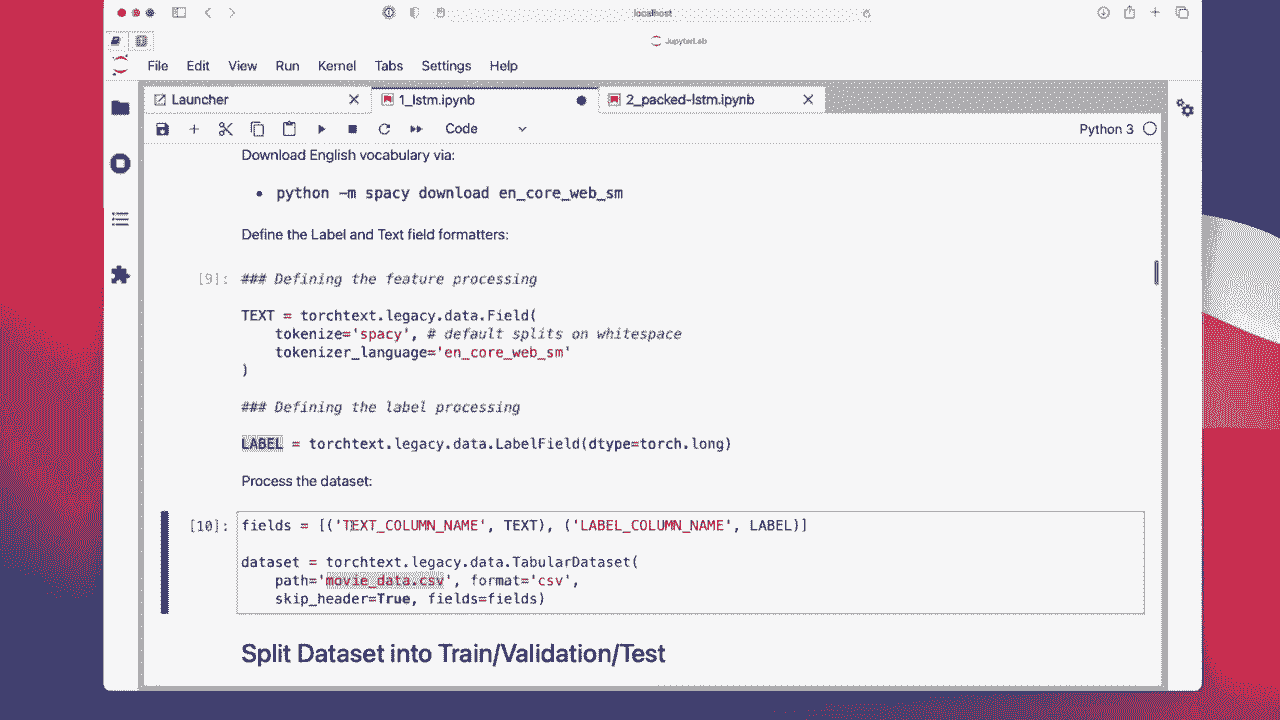 localhost
JupyterLab
File Edit View Run Kernel Tabs Settings Help
Launcher
1_lstm.ipynb
2_packed-lstm.ipynb
Code
Python 3
Download English vocabulary via:
• python -m spacy download en_core_web_sm
Define the Label and Text field formatters:
[9]: ### Defining the feature processing
TEXT = torchtext.legacy.data.Field(
tokenize='spacy', # default splits on whitespace
tokenizer_language='en_core_web_sm'
)
### Defining the label processing
LABEL = torchtext.legacy.data.LabelField(dtype=torch.long)
Process the dataset:
[10]: fields = [('TEXT_COLUMN_NAME', TEXT), ('LABEL_COLUMN_NAME', LABEL)]
dataset = torchtext.legacy.data.TabularDataset(
path='movie_data.csv', format='csv',
skip_header=True, fields=fields)
Split Dataset into Train/Validation/Test